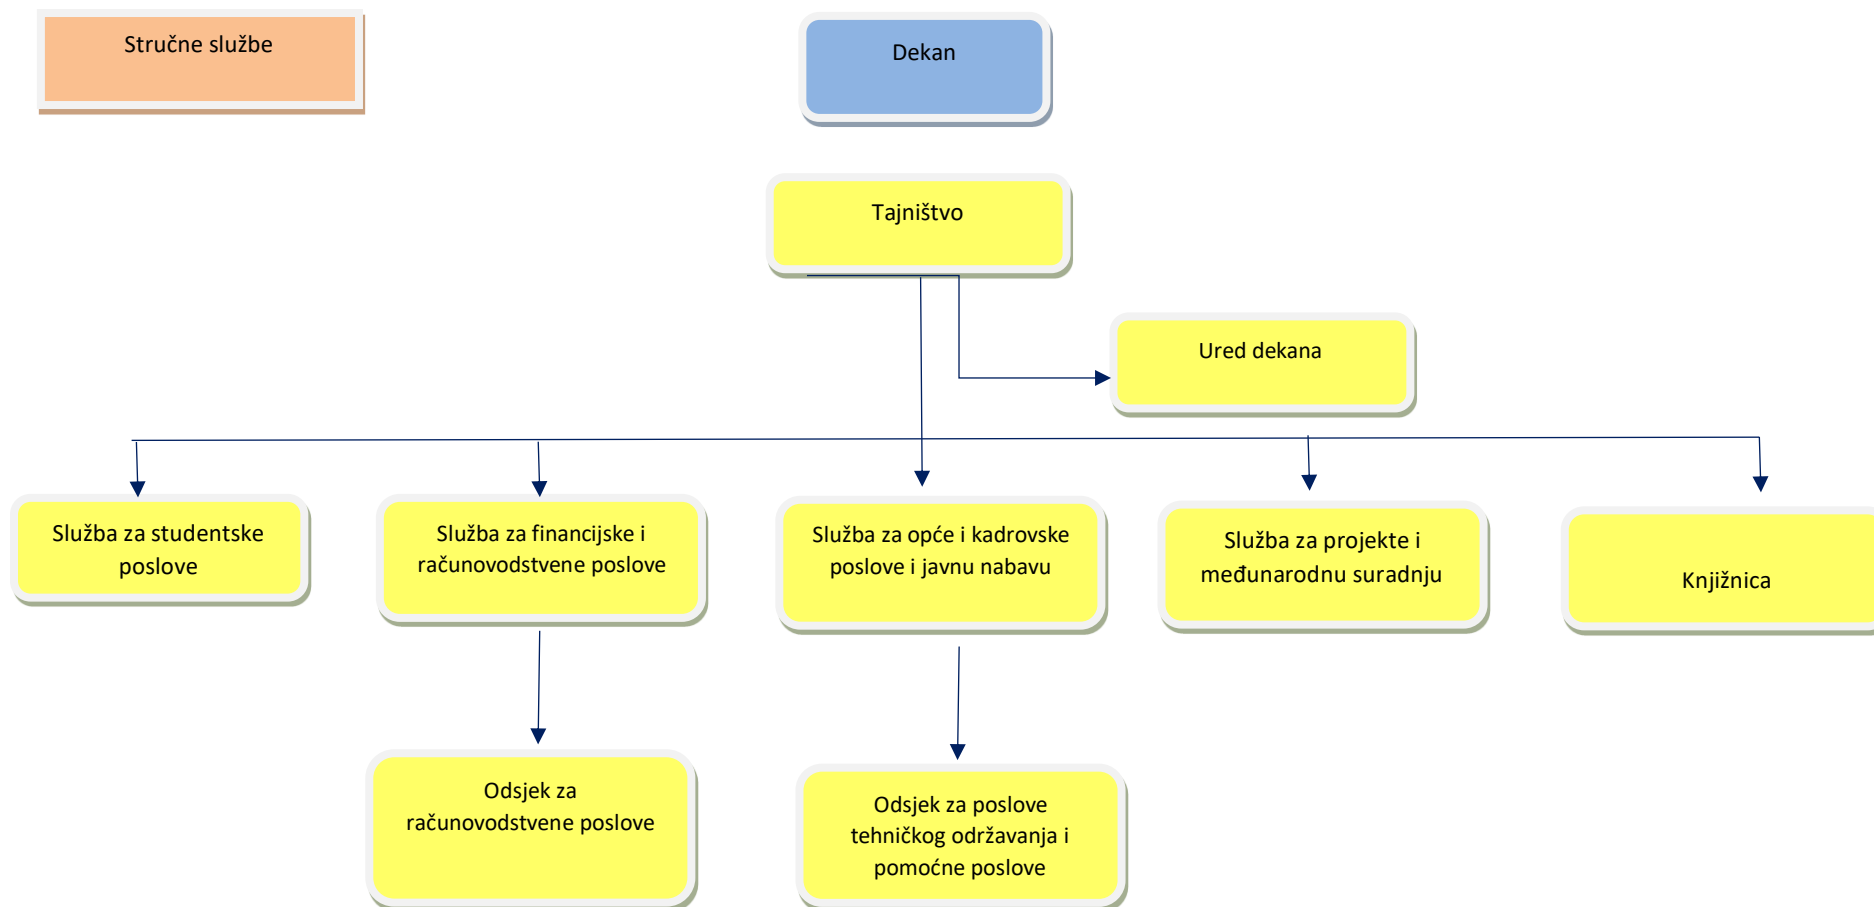 Stručne službe
Dekan
Tajništvo
Ured dekana
Služba za studentske
poslove
Služba za financijske i
računovodstvene poslove
Služba za opće i kadrovske
poslove i javnu nabavu
Služba za projekte i
međunarodnu suradnju
Knjižnica
Odsjek za
računovodstvene poslove
Odsjek za poslove
tehničkog održavanja i
pomoćne poslove